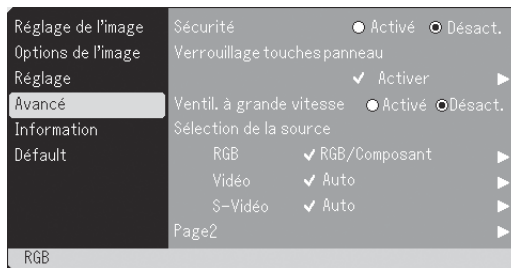 Réglage de l'image
Options de l'image
Réglage
Avancé
Information
Défault
Sécurité Activé Désact.
Verrouillage touches panneau
Activer
Ventil. à grande vitesse Activé Désact.
Sélection de la source
RGB RGB/Composant
Vidéo Auto
S-Vidéo Auto
Page2
RGB